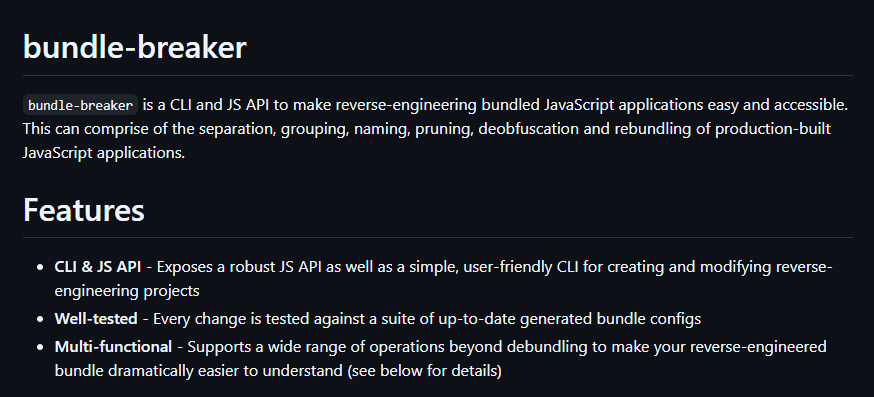 bundle-breaker
bundle-breaker is a CLI and JS API to make reverse-engineering bundled JavaScript applications easy and accessible.
This can comprise of the separation, grouping, naming, pruning, deobfuscation and rebundling of production-built
JavaScript applications.
Features
• CLI & JS API - Exposes a robust JS API as well as a simple, user-friendly CLI for creating and modifying reverse-
engineering projects
• Well-tested - Every change is tested against a suite of up-to-date generated bundle configs
• Multi-functional - Supports a wide range of operations beyond debundling to make your reverse-engineered
bundle dramatically easier to understand (see below for details)